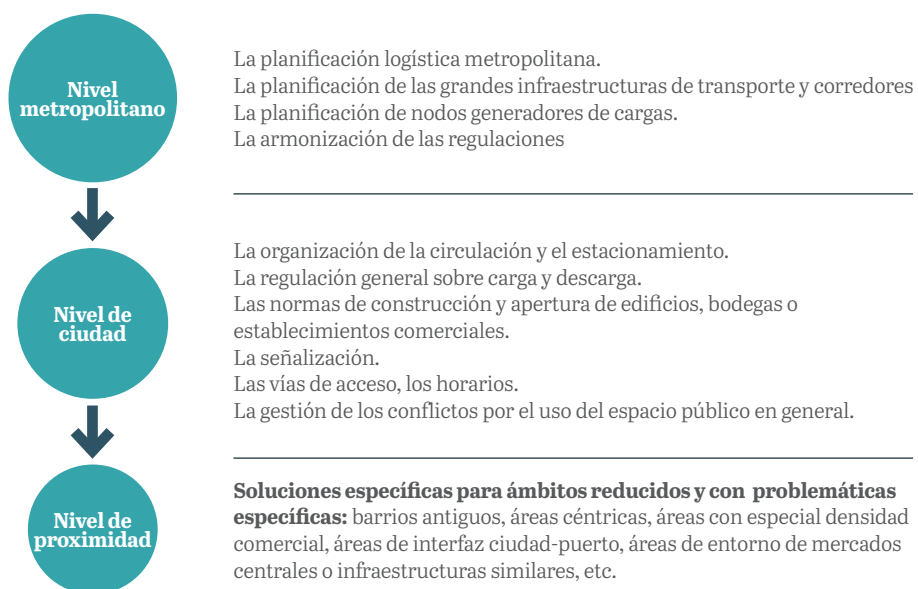 Nivel
metropolitano
La planificación logística metropolitana.
La planificación de las grandes infraestructuras de transporte y corredores
La planificación de nodos generadores de cargas.
La armonización de las regulaciones
Nivel de
ciudad
La organización de la circulación y el estacionamiento.
La regulación general sobre carga y descarga.
Las normas de construcción y apertura de edificios, bodegas o
establecimientos comerciales.
La señalización.
Las vías de acceso, los horarios.
La gestión de los conflictos por el uso del espacio público en general.
Nivel de
proximidad
Soluciones específicas para ámbitos reducidos y con problemáticas
específicas: barrios antiguos, áreas céntricas, áreas con especial densidad
comercial, áreas de interfaz ciudad-puerto, áreas de entorno de mercados
centrales o infraestructuras similares, etc.